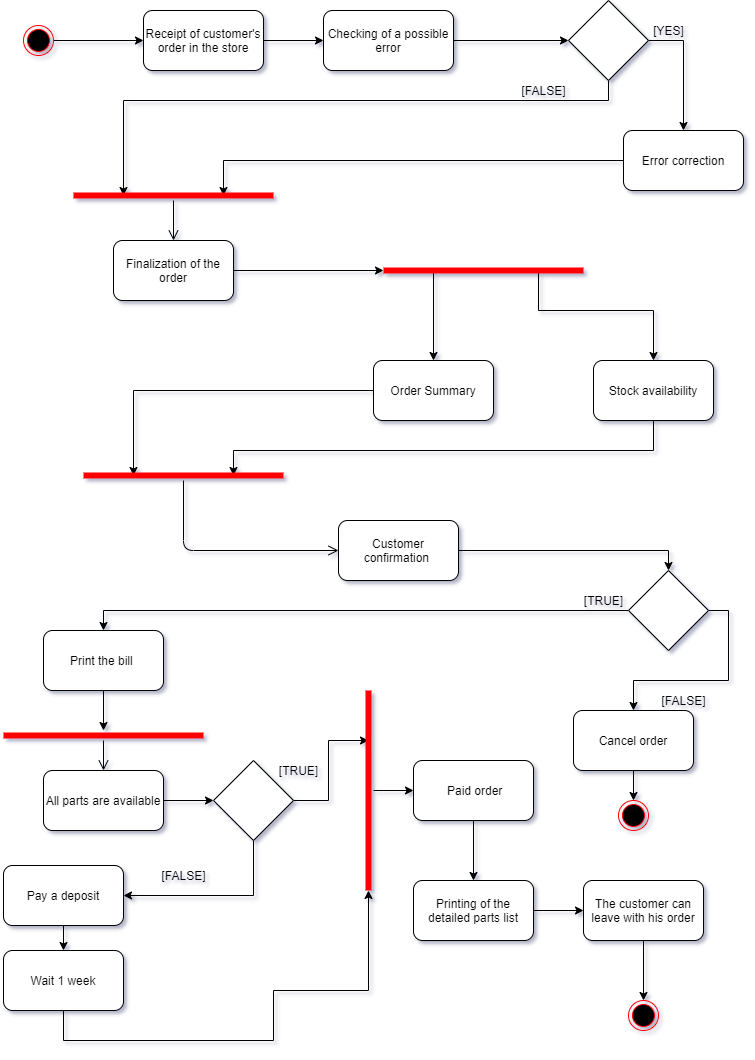 Receipt of customer's
order in the store
Checking of a possible
error
[YES]
[FALSE]
Error correction
Finalization of the
order
Order Summary
Stock availability
Customer
confirmation
[TRUE]
Print the bill
[FALSE]
Cancel order
All parts are available
[TRUE]
Paid order
[FALSE]
Pay a deposit
Printing of the
detailed parts list
The customer can
leave with his order
Wait 1 week